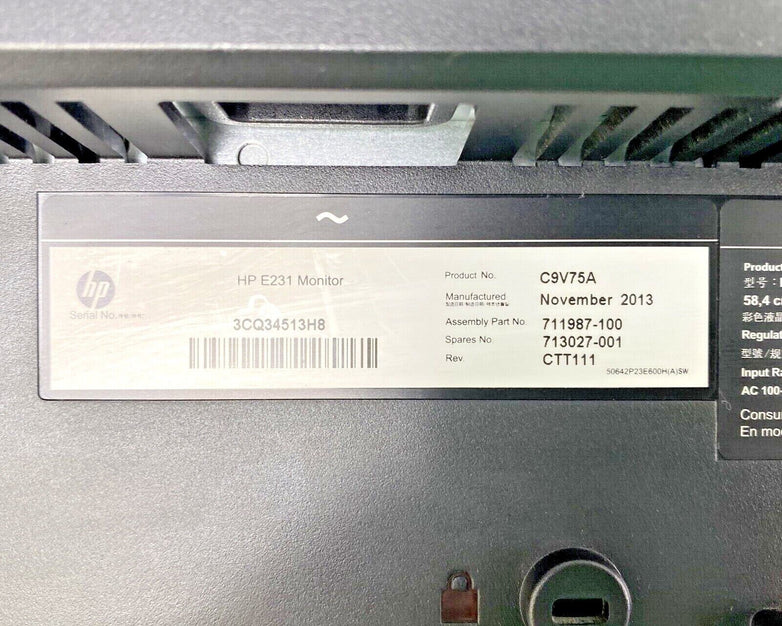 ~
hp
HP E231 Monitor
Serial No.
3CQ34513H8
Product No. C9V75A
Manufactured November 2013
Assembly Part No. 711987-100
Spares No. 713027-001
Rev. CTT111
50642P23E600H(A)SW
Product
型号：
58,4 c
彩色液晶
Regulat
型號/規
Input Ra
AC 100-
Consu
En mo